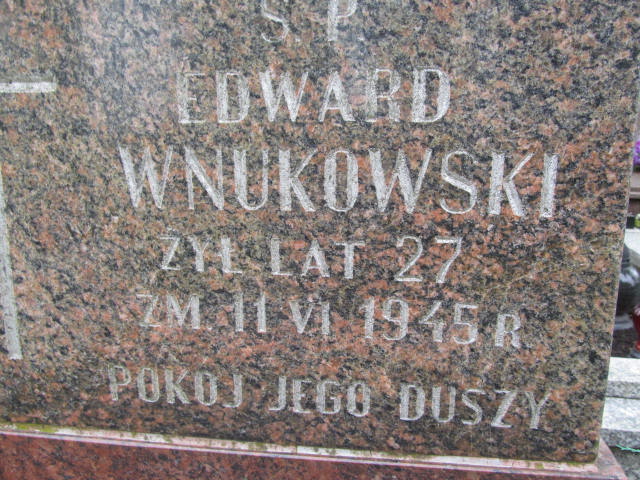 Ś.P
EDWARD
WNUKOWSKI
ŻYŁ LAT 27
ZM. 11 VI 1945 R
POKÓJ JEGO DUSZY